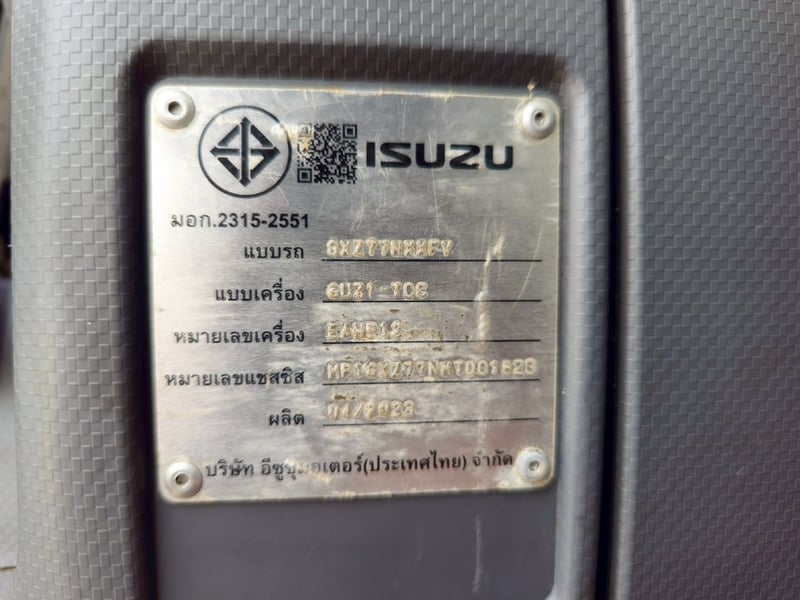 ISUZU
มอก.2315-2551
แบบรถ GXZ77NKXFV
แบบเครื่อง 6UZ1-TCG
หมายเลขเครื่อง
หมายเลขแชสซิส
ผลิต 04/2023
บริษัท อีซูซุมอเตอร์(ประเทศไทย) จำกัด